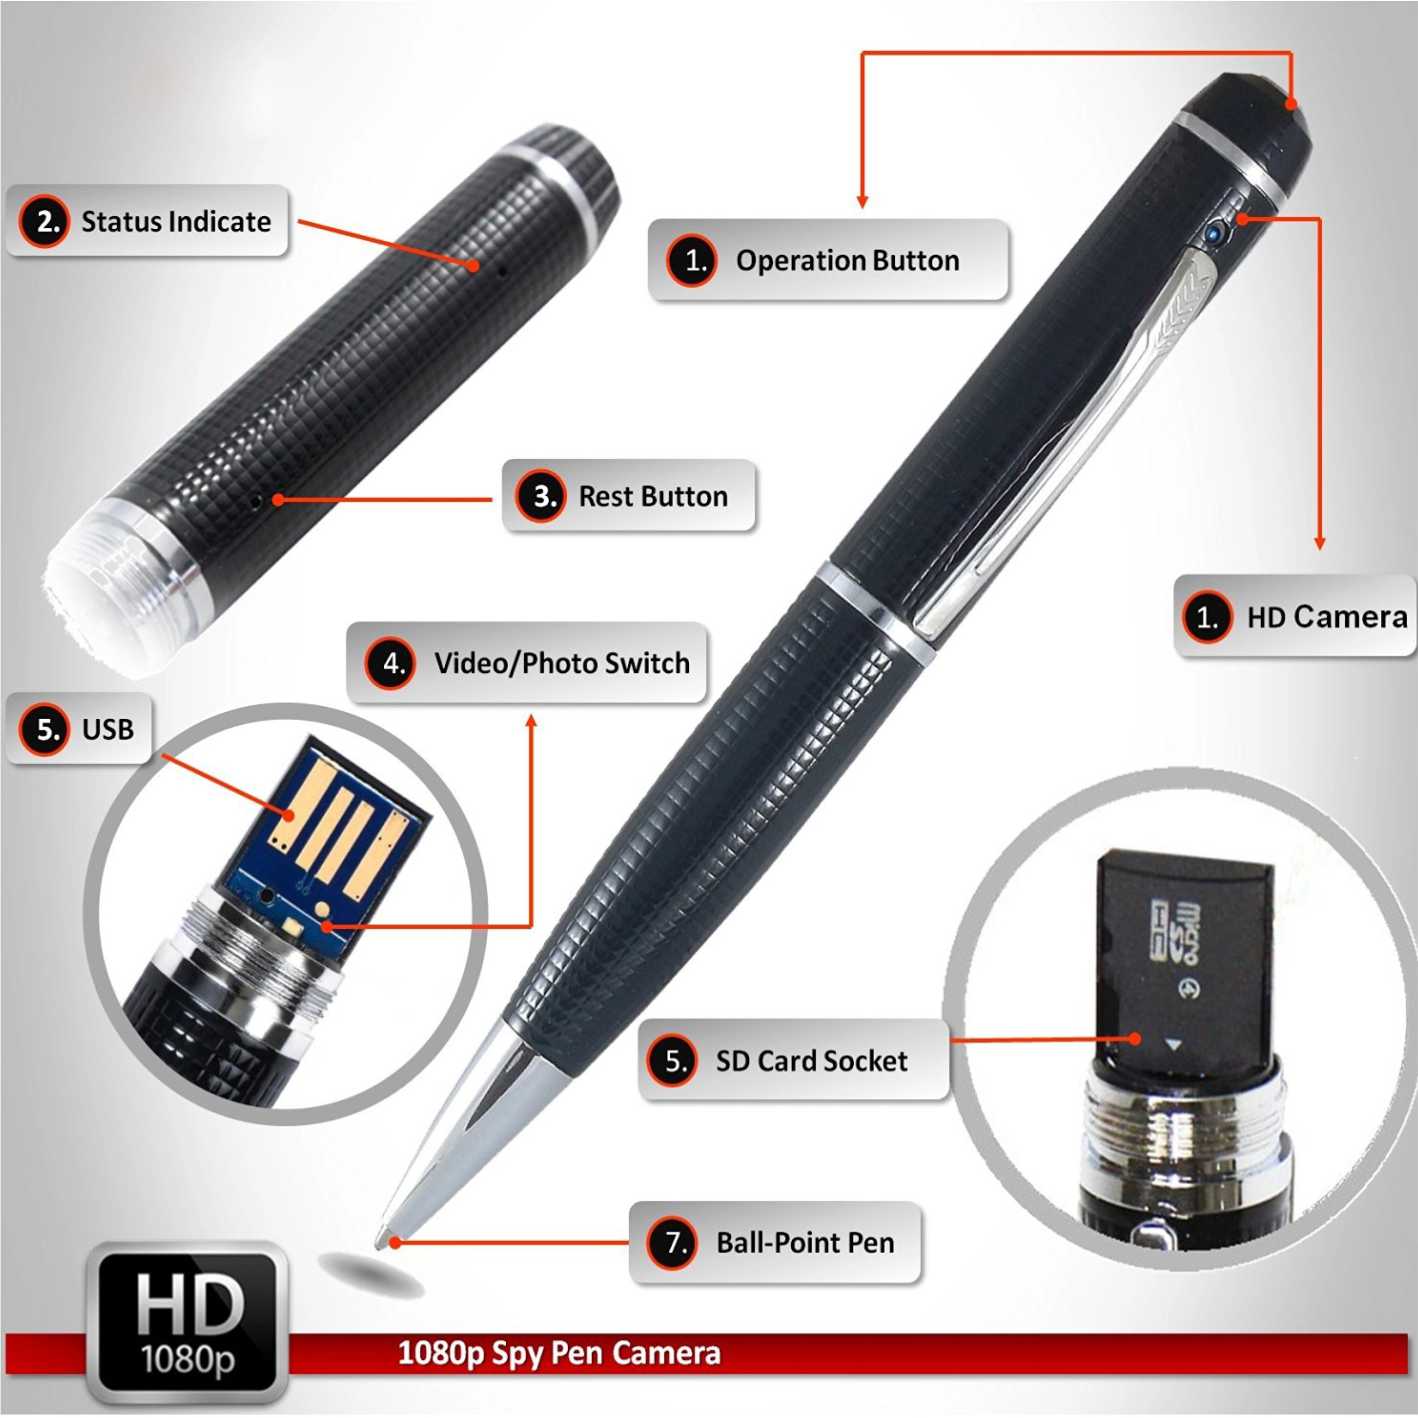 2. Status Indicate
1. Operation Button
3. Rest Button
1. HD Camera
4. Video/Photo Switch
5. USB
micro
SD
HC
4
5. SD Card Socket
7. Ball-Point Pen
HD
1080p
1080p Spy Pen Camera